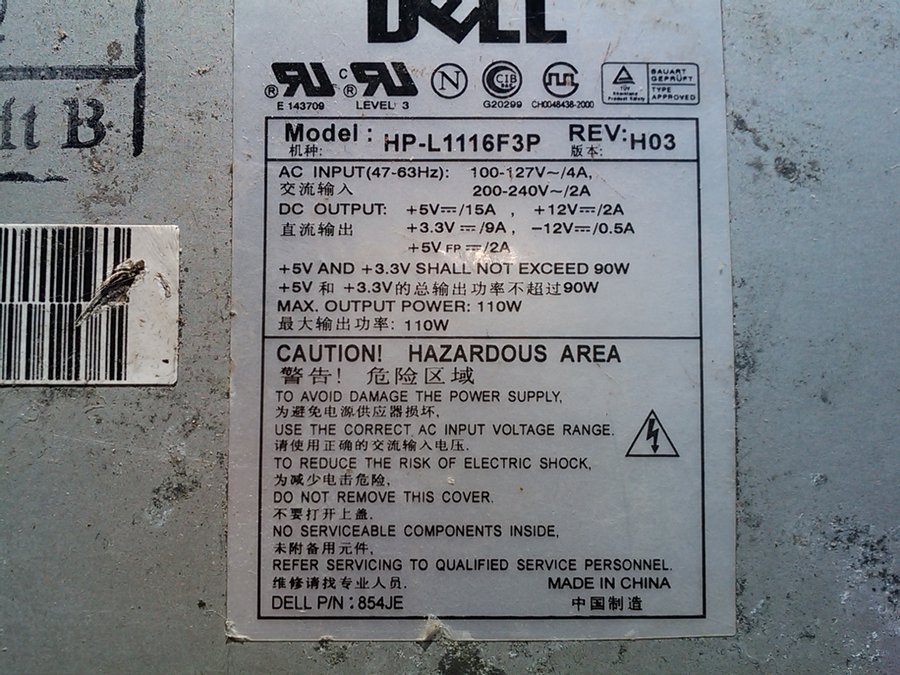 DELL
E 143709
C
LEVEL 3
N
CIB
G20299
CH0048438-2000
TÜV
Rheinland
Product Safety
BAUART
GEPRÜFT
TYPE
APPROVED
lt B
Model : HP-L1116F3P REV: H03
机种: 版本:
AC INPUT(47-63Hz): 100-127V~/4A,
交流输入 200-240V~/2A
DC OUTPUT: +5V⎓/15A , +12V⎓/2A
直流输出 +3.3V⎓/9A , −12V⎓/0.5A
+5V FP ⎓/2A
+5V AND +3.3V SHALL NOT EXCEED 90W
+5V 和 +3.3V 的总输出功率不超过90W
MAX. OUTPUT POWER: 110W
最大输出功率: 110W
CAUTION! HAZARDOUS AREA
警告! 危险区域
TO AVOID DAMAGE THE POWER SUPPLY,
为避免电源供应器损坏,
USE THE CORRECT AC INPUT VOLTAGE RANGE.
请使用正确的交流输入电压.
TO REDUCE THE RISK OF ELECTRIC SHOCK,
为减少电击危险,
DO NOT REMOVE THIS COVER.
不要打开上盖.
NO SERVICEABLE COMPONENTS INSIDE,
未附备用元件,
REFER SERVICING TO QUALIFIED SERVICE PERSONNEL.
维修请找专业人员. MADE IN CHINA
DELL P/N : 854JE 中国制造